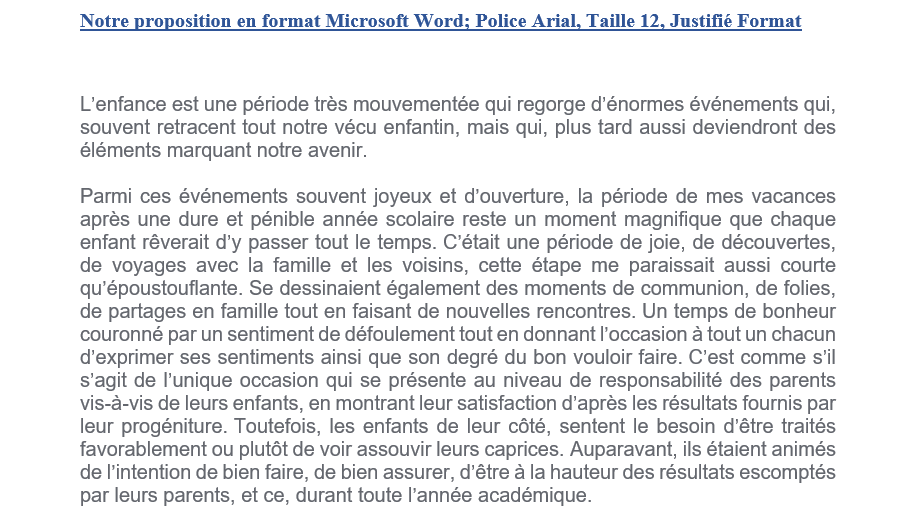 Notre proposition en format Microsoft Word; Police Arial, Taille 12, Justifié Format
L’enfance est une période très mouvementée qui regorge d’énormes événements qui,
souvent retracent tout notre vécu enfantin, mais qui, plus tard aussi deviendront des
éléments marquant notre avenir.
Parmi ces événements souvent joyeux et d’ouverture, la période de mes vacances
après une dure et pénible année scolaire reste un moment magnifique que chaque
enfant rêverait d’y passer tout le temps. C’était une période de joie, de découvertes,
de voyages avec la famille et les voisins, cette étape me paraissait aussi courte
qu’époustouflante. Se dessinaient également des moments de communion, de folies,
de partages en famille tout en faisant de nouvelles rencontres. Un temps de bonheur
couronné par un sentiment de défoulement tout en donnant l’occasion à tout un chacun
d’exprimer ses sentiments ainsi que son degré du bon vouloir faire. C’est comme s’il
s’agit de l’unique occasion qui se présente au niveau de responsabilité des parents
vis-à-vis de leurs enfants, en montrant leur satisfaction d’après les résultats fournis par
leur progéniture. Toutefois, les enfants de leur côté, sentent le besoin d’être traités
favorablement ou plutôt de voir assouvir leurs caprices. Auparavant, ils étaient animés
de l’intention de bien faire, de bien assurer, d’être à la hauteur des résultats escomptés
par leurs parents, et ce, durant toute l’année académique.